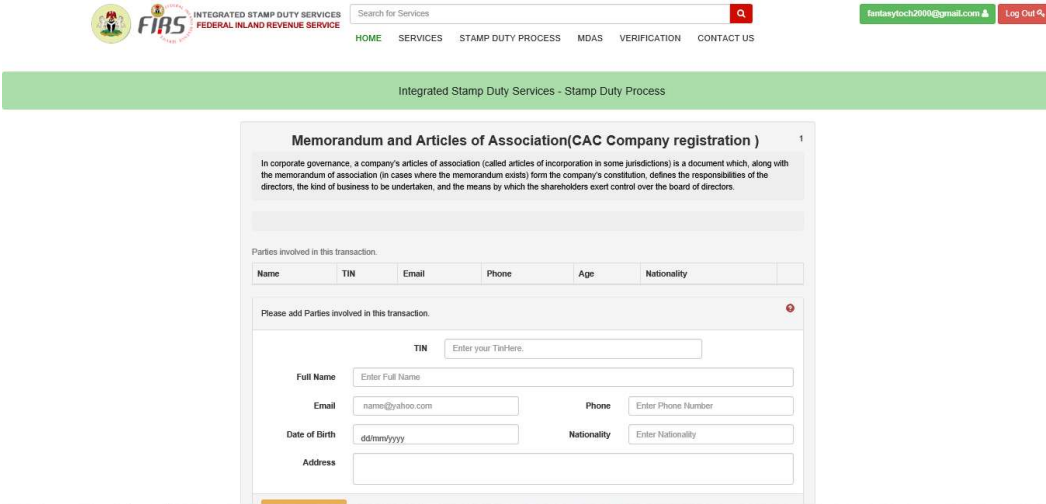 FIRS
INTEGRATED STAMP DUTY SERVICES
FEDERAL INLAND REVENUE SERVICE
Search for Services
fantasytoch2000@gmail.com
Log Out
HOME SERVICES STAMP DUTY PROCESS MDAS VERIFICATION CONTACT US
Integrated Stamp Duty Services - Stamp Duty Process
Memorandum and Articles of Association(CAC Company registration ) 1
In corporate governance, a company's articles of association (called articles of incorporation in some jurisdictions) is a document which, along with
the memorandum of association (in cases where the memorandum exists) form the company's constitution, defines the responsibilities of the
directors, the kind of business to be undertaken, and the means by which the shareholders exert control over the board of directors.
Parties involved in this transaction.
Name TIN Email Phone Age Nationality
Please add Parties involved in this transaction.
TIN Enter your TinHere.
Full Name Enter Full Name
Email name@yahoo.com Phone Enter Phone Number
Date of Birth dd/mm/yyyy Nationality Enter Nationality
Address